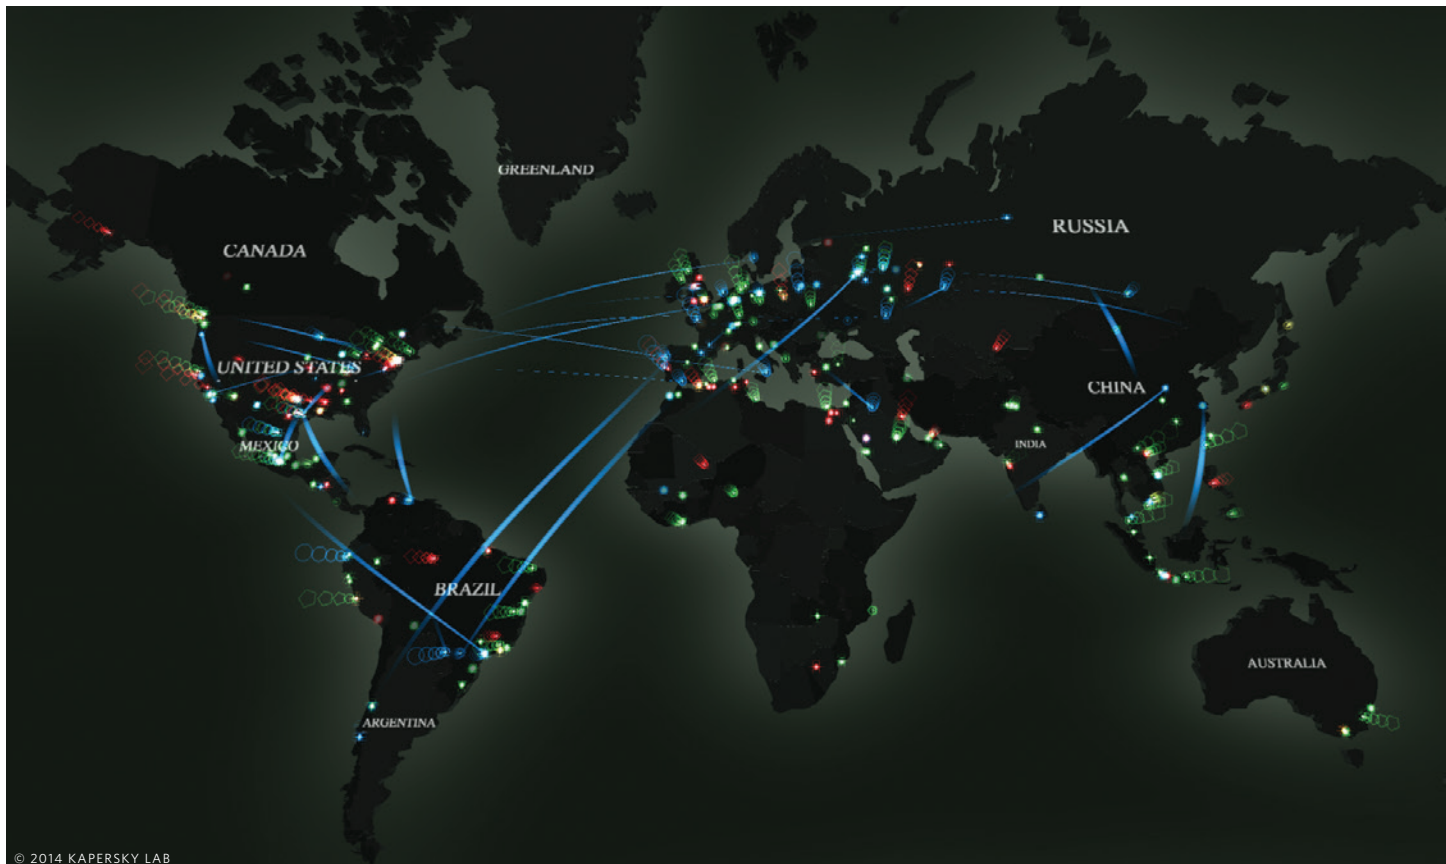 GREENLAND
CANADA
RUSSIA
UNITED STATES
CHINA
MEXICO
INDIA
BRAZIL
AUSTRALIA
ARGENTINA
© 2014 KAPERSKY LAB